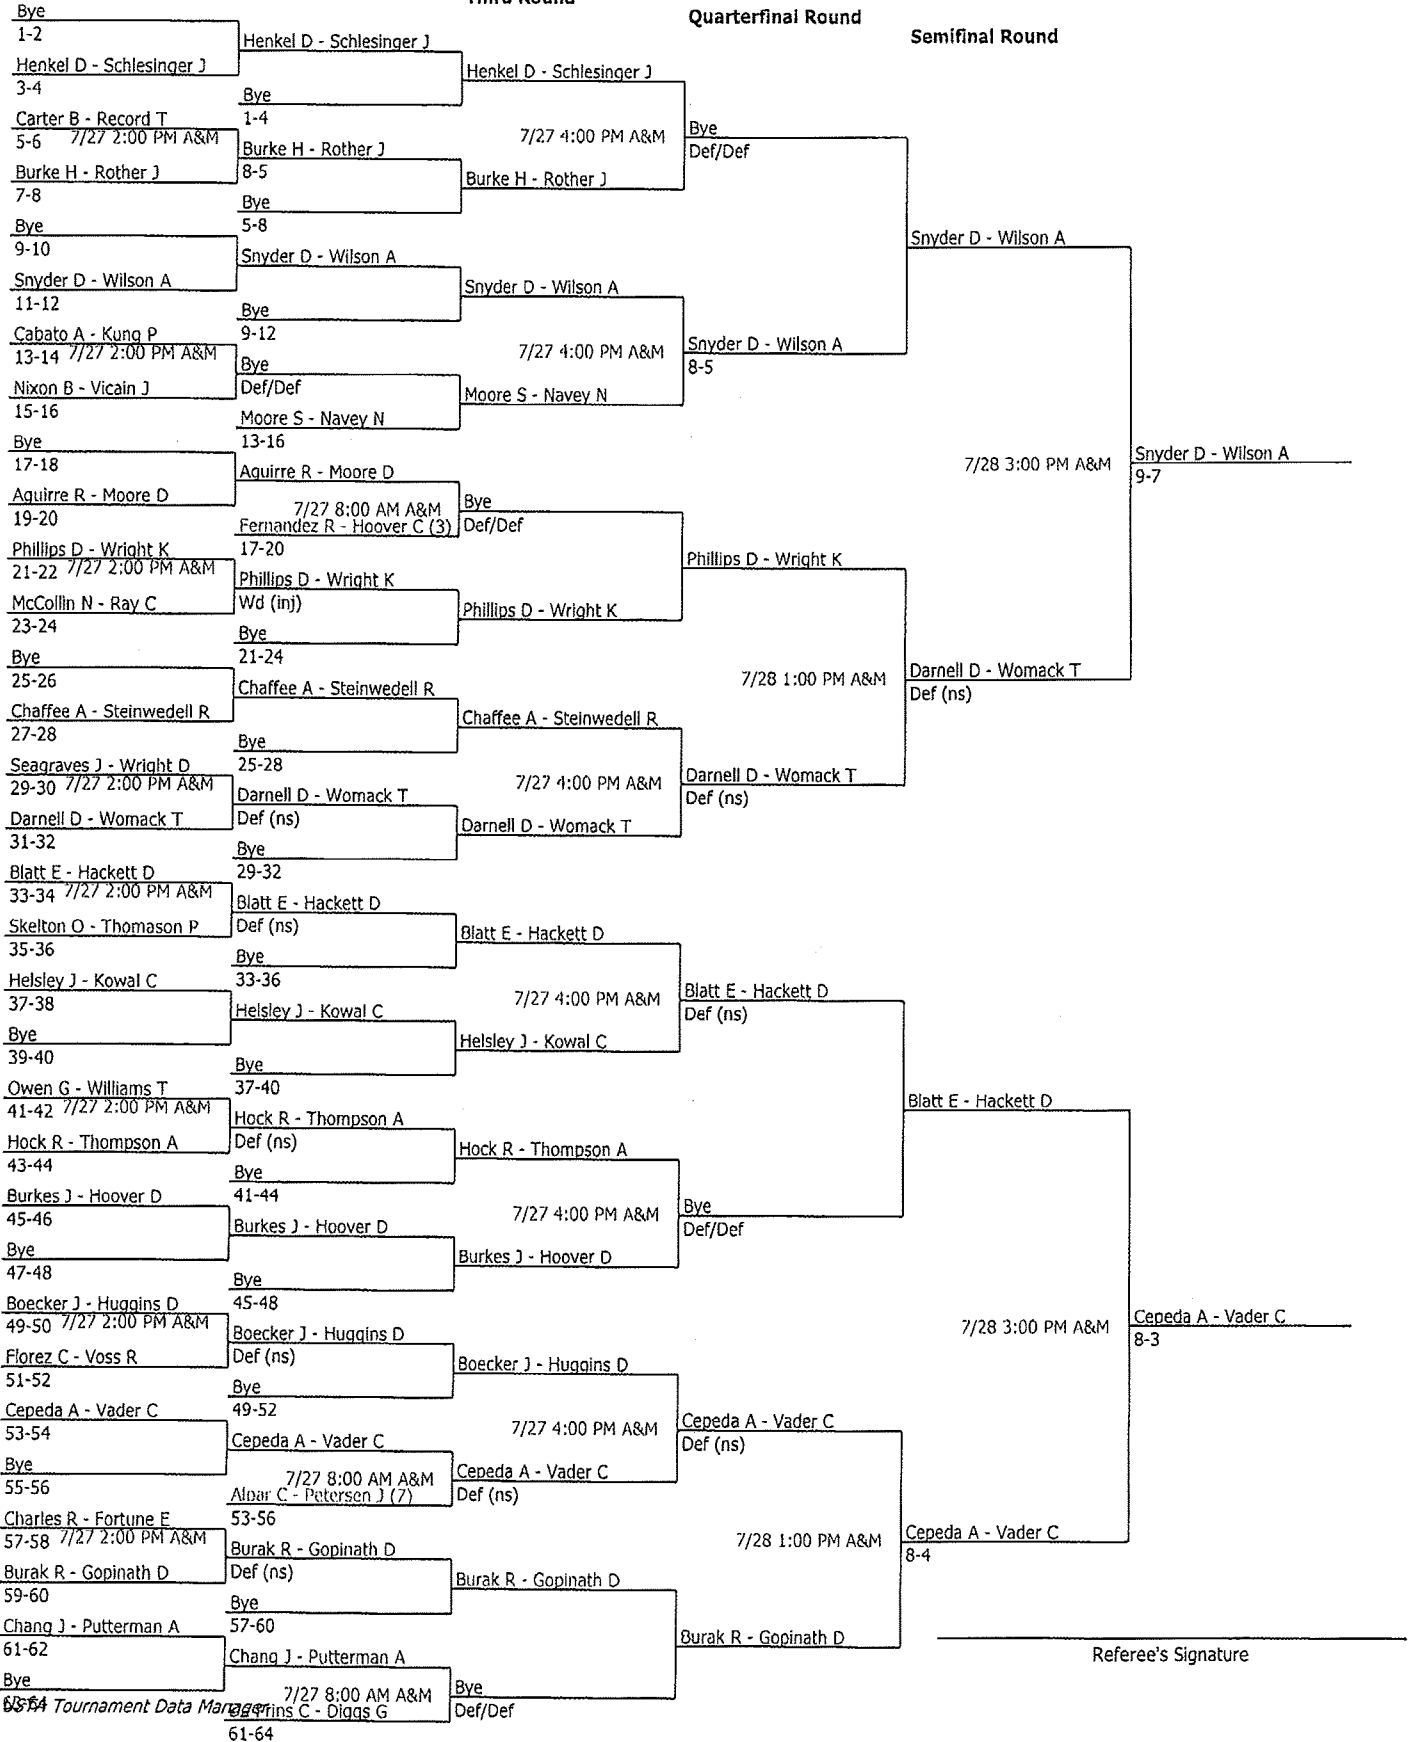 Third Round
Quarterfinal Round
Semifinal Round
Bye
1-2
Henkel D - Schlesinger J
3-4
Carter B - Record T
5-6 7/27 2:00 PM A&M
Burke H - Rother J
7-8
Bye
9-10
Snyder D - Wilson A
11-12
Cabato A - Kung P
13-14 7/27 2:00 PM A&M
Nixon B - Vicain J
15-16
Bye
17-18
Aguirre R - Moore D
19-20
Phillips D - Wright K
21-22 7/27 2:00 PM A&M
McCollin N - Ray C
23-24
Bye
25-26
Chaffee A - Steinwedell R
27-28
Seagraves J - Wright D
29-30 7/27 2:00 PM A&M
Darnell D - Womack T
31-32
Blatt E - Hackett D
33-34 7/27 2:00 PM A&M
Skelton O - Thomason P
35-36
Helsley J - Kowal C
37-38
Bye
39-40
Owen G - Williams T
41-42 7/27 2:00 PM A&M
Hock R - Thompson A
43-44
Burkes J - Hoover D
45-46
Bye
47-48
Boecker J - Huggins D
49-50 7/27 2:00 PM A&M
Florez C - Voss R
51-52
Cepeda A - Vader C
53-54
Bye
55-56
Charles R - Fortune E
57-58 7/27 2:00 PM A&M
Burak R - Gopinath D
59-60
Chang J - Putterman A
61-62
Bye
63-64
Tournament Data Manager
Henkel D - Schlesinger J
Bye
1-4
Burke H - Rother J
8-5
Bye
5-8
Snyder D - Wilson A
Bye
9-12
Bye
Def/Def
Moore S - Navey N
13-16
Aguirre R - Moore D
7/27 8:00 AM A&M
Fernandez R - Hoover C (3)
17-20
Phillips D - Wright K
Wd (inj)
Bye
21-24
Chaffee A - Steinwedell R
Bye
25-28
Darnell D - Womack T
Def (ns)
Bye
29-32
Blatt E - Hackett D
Def (ns)
Bye
33-36
Helsley J - Kowal C
Bye
37-40
Hock R - Thompson A
Def (ns)
Bye
41-44
Burkes J - Hoover D
Bye
45-48
Boecker J - Huggins D
Def (ns)
Bye
49-52
Cepeda A - Vader C
7/27 8:00 AM A&M
Alpar C - Petersen J (7)
53-56
Burak R - Gopinath D
Def (ns)
Bye
57-60
Chang J - Putterman A
7/27 8:00 AM A&M
Prins C - Diggs G
61-64
Henkel D - Schlesinger J
7/27 4:00 PM A&M
Burke H - Rother J
Snyder D - Wilson A
7/27 4:00 PM A&M
Moore S - Navey N
Bye
Def/Def
Phillips D - Wright K
Chaffee A - Steinwedell R
7/27 4:00 PM A&M
Darnell D - Womack T
Blatt E - Hackett D
7/27 4:00 PM A&M
Helsley J - Kowal C
Hock R - Thompson A
7/27 4:00 PM A&M
Burkes J - Hoover D
Boecker J - Huggins D
7/27 4:00 PM A&M
Cepeda A - Vader C
Def (ns)
Burak R - Gopinath D
Bye
Def/Def
Bye
Def/Def
Snyder D - Wilson A
8-5
Phillips D - Wright K
7/28 1:00 PM A&M
Darnell D - Womack T
Def (ns)
Blatt E - Hackett D
Def (ns)
Bye
Def/Def
Cepeda A - Vader C
Def (ns)
7/28 1:00 PM A&M
Burak R - Gopinath D
Snyder D - Wilson A
7/28 3:00 PM A&M
Darnell D - Womack T
Def (ns)
Blatt E - Hackett D
7/28 3:00 PM A&M
Cepeda A - Vader C
8-4
Snyder D - Wilson A
9-7
Cepeda A - Vader C
8-3
Referee's Signature